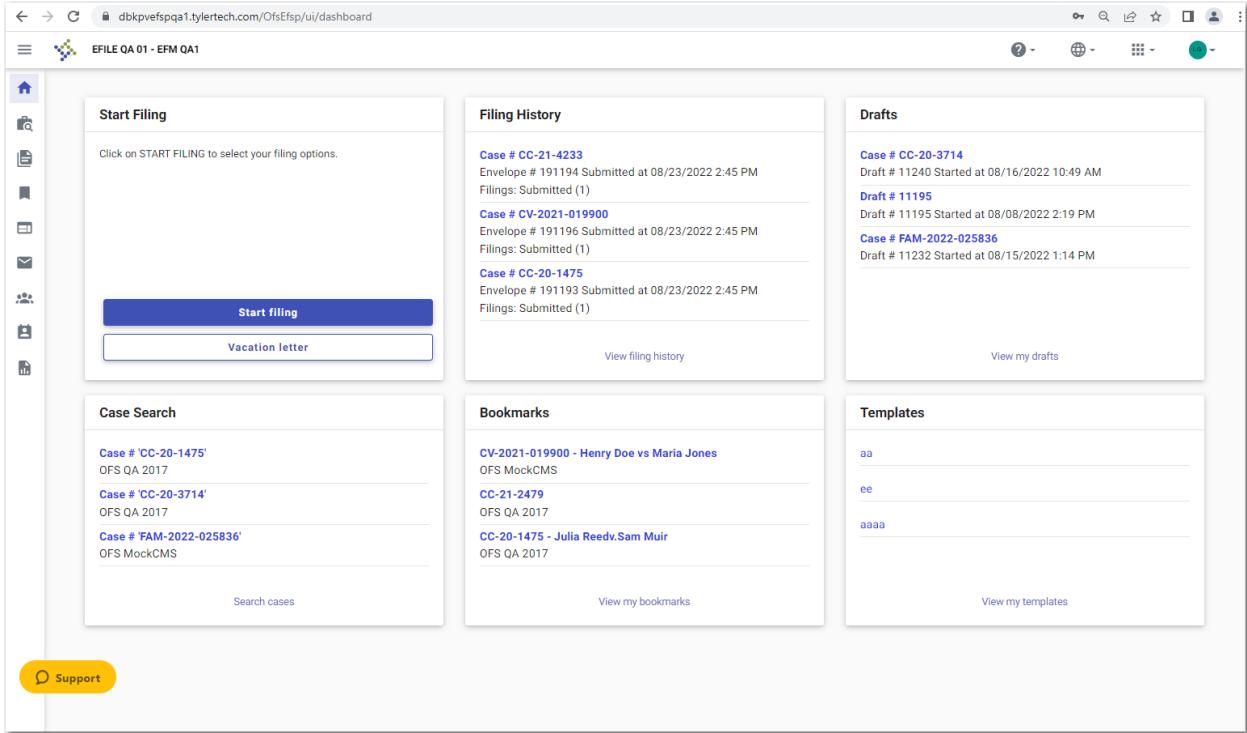 dbkpvefspqa1.tylertech.com/OfsEfsp/ui/dashboard
EFILE QA 01 - EFM QA1
LG
Start Filing
Click on START FILING to select your filing options.
Start filing
Vacation letter
Filing History
Case # CC-21-4233
Envelope # 191194 Submitted at 08/23/2022 2:45 PM
Filings: Submitted (1)
Case # CV-2021-019900
Envelope # 191196 Submitted at 08/23/2022 2:45 PM
Filings: Submitted (1)
Case # CC-20-1475
Envelope # 191193 Submitted at 08/23/2022 2:45 PM
Filings: Submitted (1)
View filing history
Drafts
Case # CC-20-3714
Draft # 11240 Started at 08/16/2022 10:49 AM
Draft # 11195
Draft # 11195 Started at 08/08/2022 2:19 PM
Case # FAM-2022-025836
Draft # 11232 Started at 08/15/2022 1:14 PM
View my drafts
Case Search
Case # 'CC-20-1475'
OFS QA 2017
Case # 'CC-20-3714'
OFS QA 2017
Case # 'FAM-2022-025836'
OFS MockCMS
Search cases
Bookmarks
CV-2021-019900 - Henry Doe vs Maria Jones
OFS MockCMS
CC-21-2479
OFS QA 2017
CC-20-1475 - Julia Reedv.Sam Muir
OFS QA 2017
View my bookmarks
Templates
aa
ee
aaaa
View my templates
Support